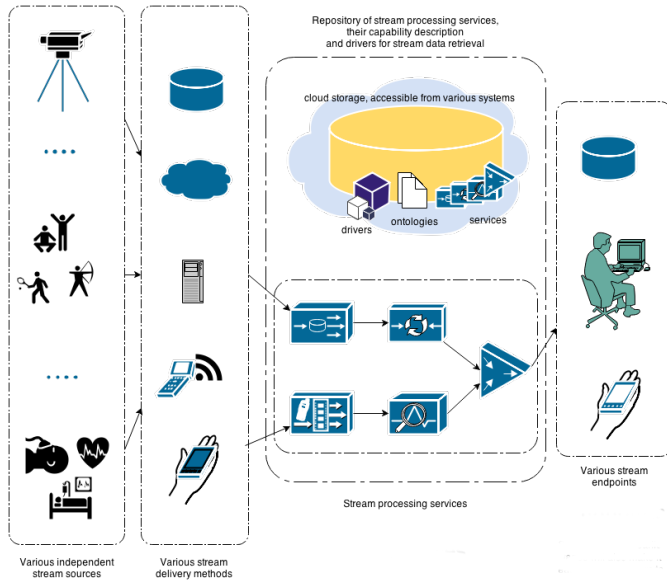 Repository of stream processing services,
their capability description
and drivers for stream data retrieval
cloud storage, accessible from various systems
drivers
ontologies
services
Stream processing services
Various stream
endpoints
Various independent
stream sources
Various stream
delivery methods